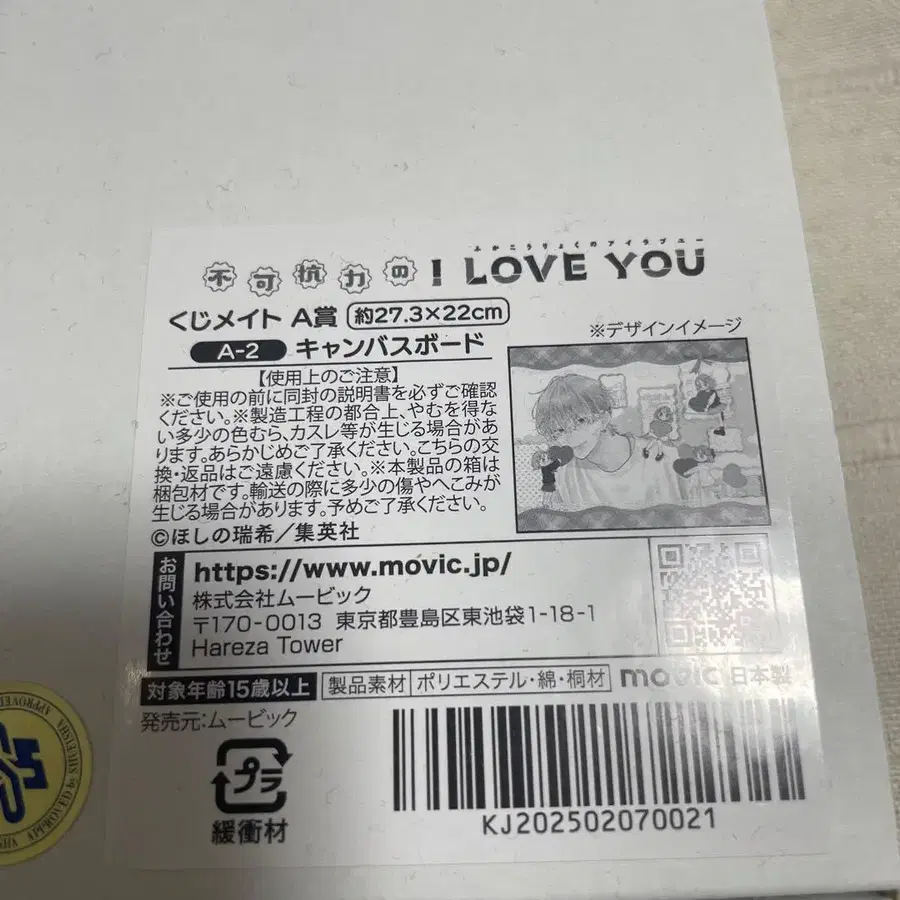 ふかこうりょくのアイラブユー
不可抗力の I LOVE YOU
くじメイト A賞 約27.3×22cm
A-2 キャンバスボード
※デザインイメージ
【使用上のご注意】
※ご使用の前に同封の説明書を必ずご確認
ください。※製造工程の都合上、やむを得な
い多少の色むら、カスレ等が生じる場合があ
ります。あらかじめご了承ください。こちらの交
換・返品はご遠慮ください。※本製品の箱は
梱包材です。輸送の際に多少の傷やへこみが
生じる場合があります。予めご了承ください。
©ほしの瑞希／集英社
お問い合わせ
https://www.movic.jp/
株式会社ムービック
〒170-0013 東京都豊島区東池袋1-18-1
Hareza Tower
対象年齢15歳以上 製品素材 ポリエステル・綿・桐材 movic 日本製
発売元:ムービック
プラ
緩衝材
KJ202502070021
APPROVED by SHUEISHA